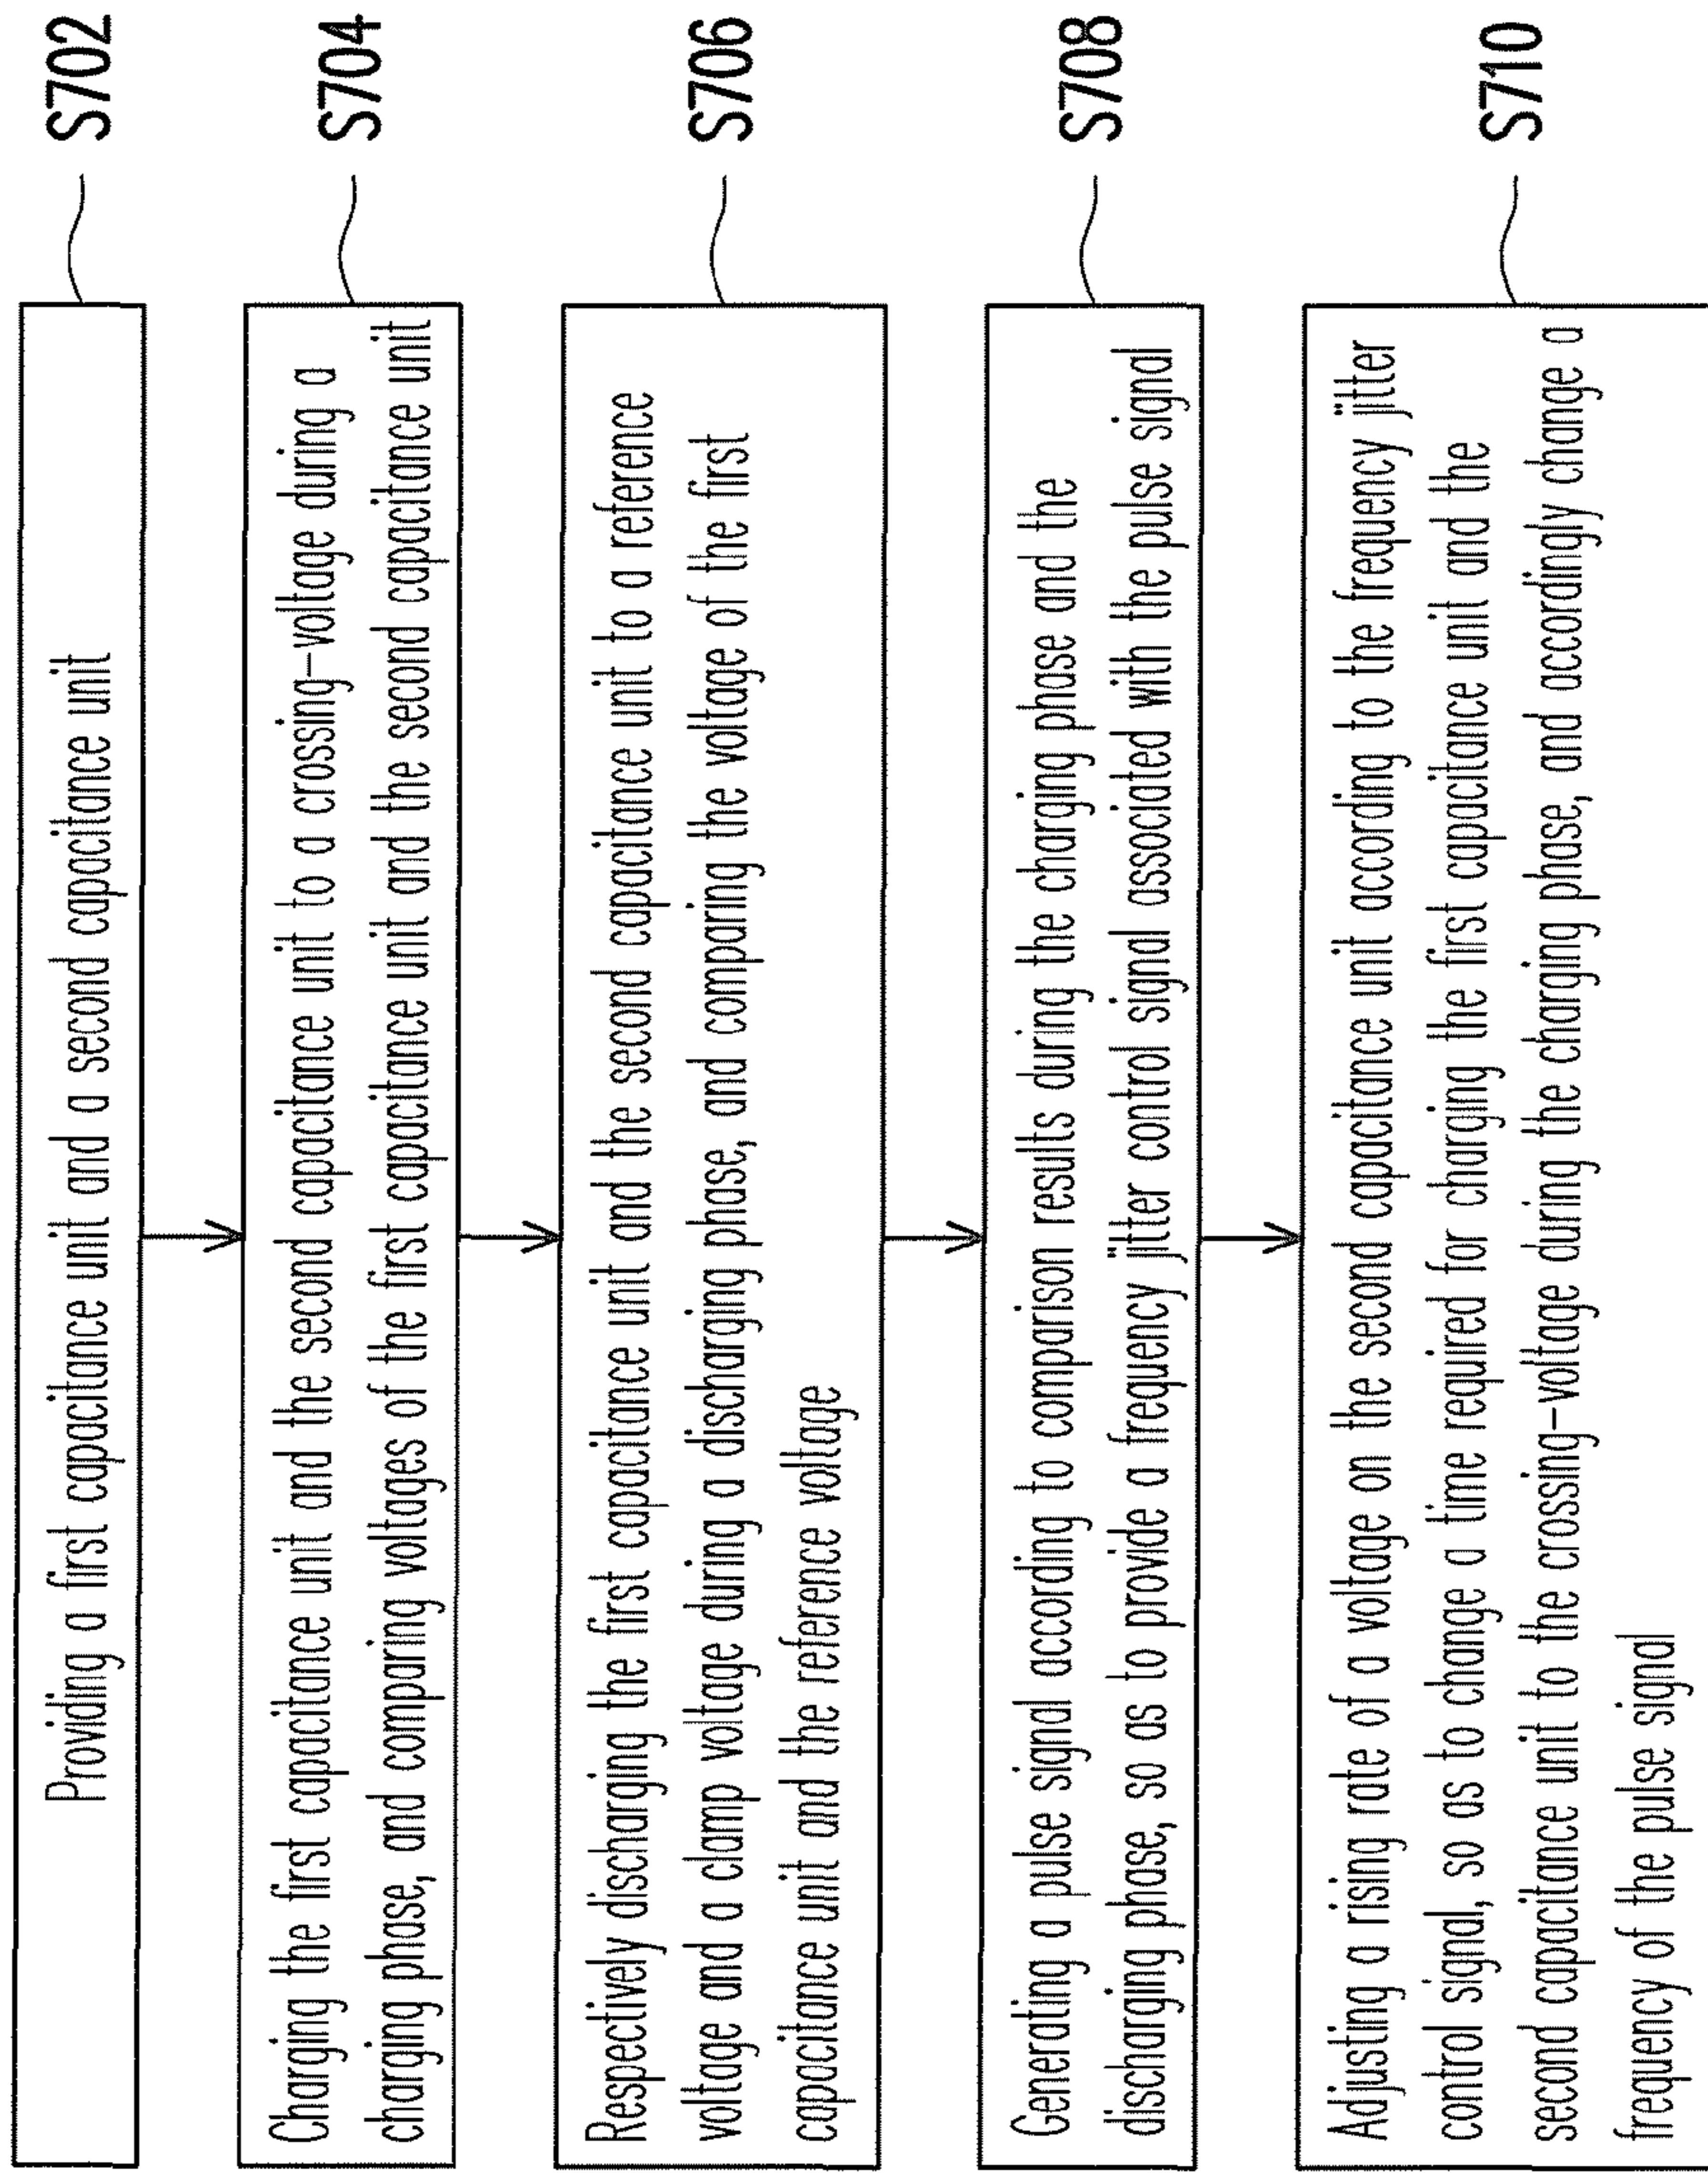 Providing a first capacitance unit and a second capacitance unit
S702
Charging the first capacitance unit and the second capacitance unit to a crossing-voltage during a
charging phase, and comparing voltages of the first capacitance unit and the second capacitance unit
S704
Respectively discharging the first capacitance unit and the second capacitance unit to a reference
voltage and a clamp voltage during a discharging phase, and comparing the voltage of the first
capacitance unit and the reference voltage
S706
Generating a pulse signal according to comparison results during the charging phase and the
discharging phase, so as to provide a frequency jitter control signal associated with the pulse signal
S708
Adjusting a rising rate of a voltage on the second capacitance unit according to the frequency jitter
control signal, so as to change a time required for charging the first capacitance unit and the
second capacitance unit to the crossing-voltage during the charging phase, and accordingly change a
frequency of the pulse signal
S710